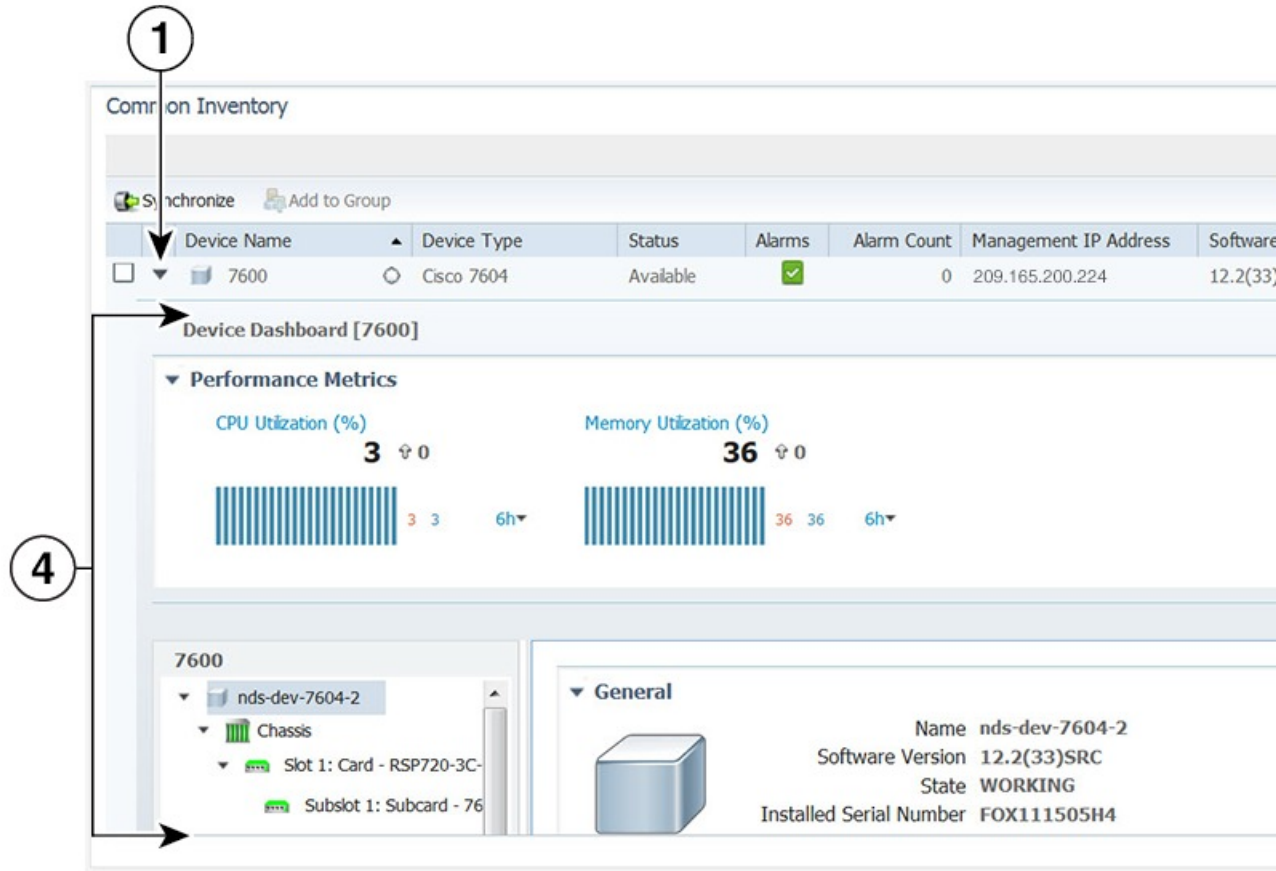 1
Common Inventory
Synchronize Add to Group
Device Name Device Type Status Alarms Alarm Count Management IP Address Software
7600 Cisco 7604 Available 0 209.165.200.224 12.2(33)
Device Dashboard [7600]
Performance Metrics
CPU Utilization (%) Memory Utilization (%)
3 0 36 0
3 3 6h 36 36 6h
4
7600
nds-dev-7604-2
Chassis
Slot 1: Card - RSP720-3C-
Subslot 1: Subcard - 76
General
Name nds-dev-7604-2
Software Version 12.2(33)SRC
State WORKING
Installed Serial Number FOX111505H4